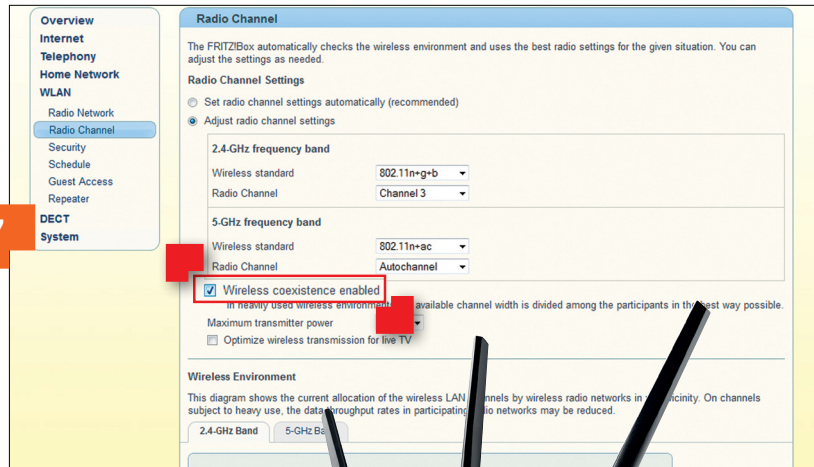 Overview
Internet
Telephony
Home Network
WLAN
Radio Network
Radio Channel
Security
Schedule
Guest Access
Repeater
DECT
System
Radio Channel
The FRITZ!Box automatically checks the wireless environment and uses the best radio settings for the given situation. You can
adjust the settings as needed.
Radio Channel Settings
Set radio channel settings automatically (recommended)
Adjust radio channel settings
2.4-GHz frequency band
Wireless standard 802.11n+g+b
Radio Channel Channel 3
5-GHz frequency band
Wireless standard 802.11n+ac
Radio Channel Autochannel
Wireless coexistence enabled
In heavily used wireless available channel width is divided among the participants in the best way possible.
Maximum transmitter power
Optimize wireless transmission for live TV
Wireless Environment
This diagram shows the current allocation of the wireless LAN by wireless radio networks in On channels
subject to heavy use, the data throughput rates in participating networks may be reduced.
2.4-GHz Band 5-GHz